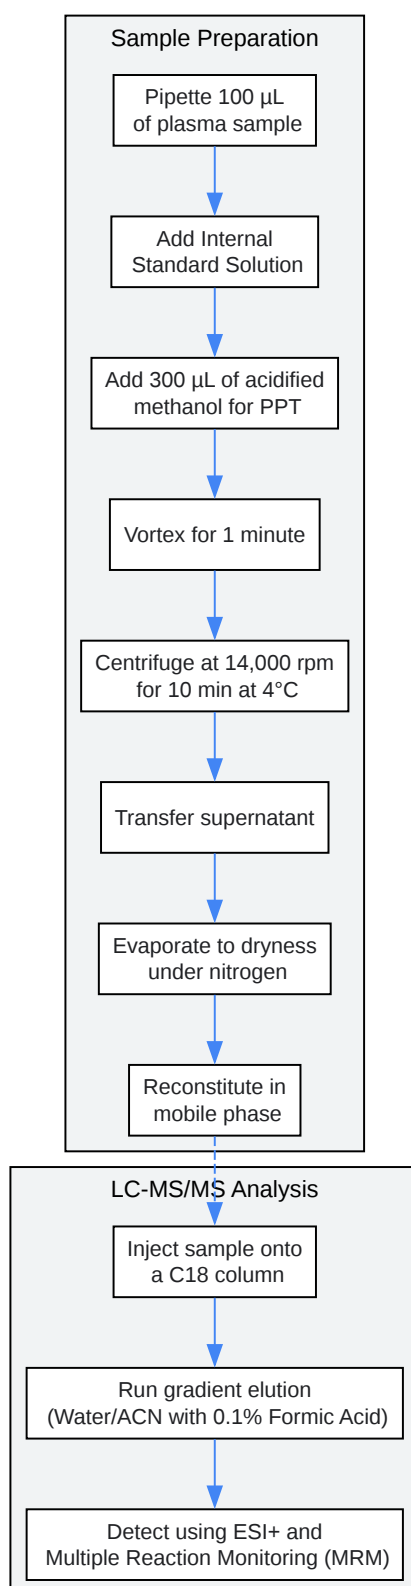 Sample Preparation
Pipette 100 µL
of plasma sample
Add Internal
Standard Solution
Add 300 µL of acidified
methanol for PPT
Vortex for 1 minute
Centrifuge at 14,000 rpm
for 10 min at 4°C
Transfer supernatant
Evaporate to dryness
under nitrogen
Reconstitute in
mobile phase
LC-MS/MS Analysis
Inject sample onto
a C18 column
Run gradient elution
(Water/ACN with 0.1% Formic Acid)
Detect using ESI+ and
Multiple Reaction Monitoring (MRM)